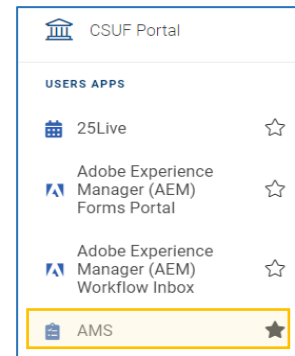 CSUF Portal
USERS APPS
25Live
Adobe Experience
Manager (AEM)
Forms Portal
Adobe Experience
Manager (AEM)
Workflow Inbox
AMS